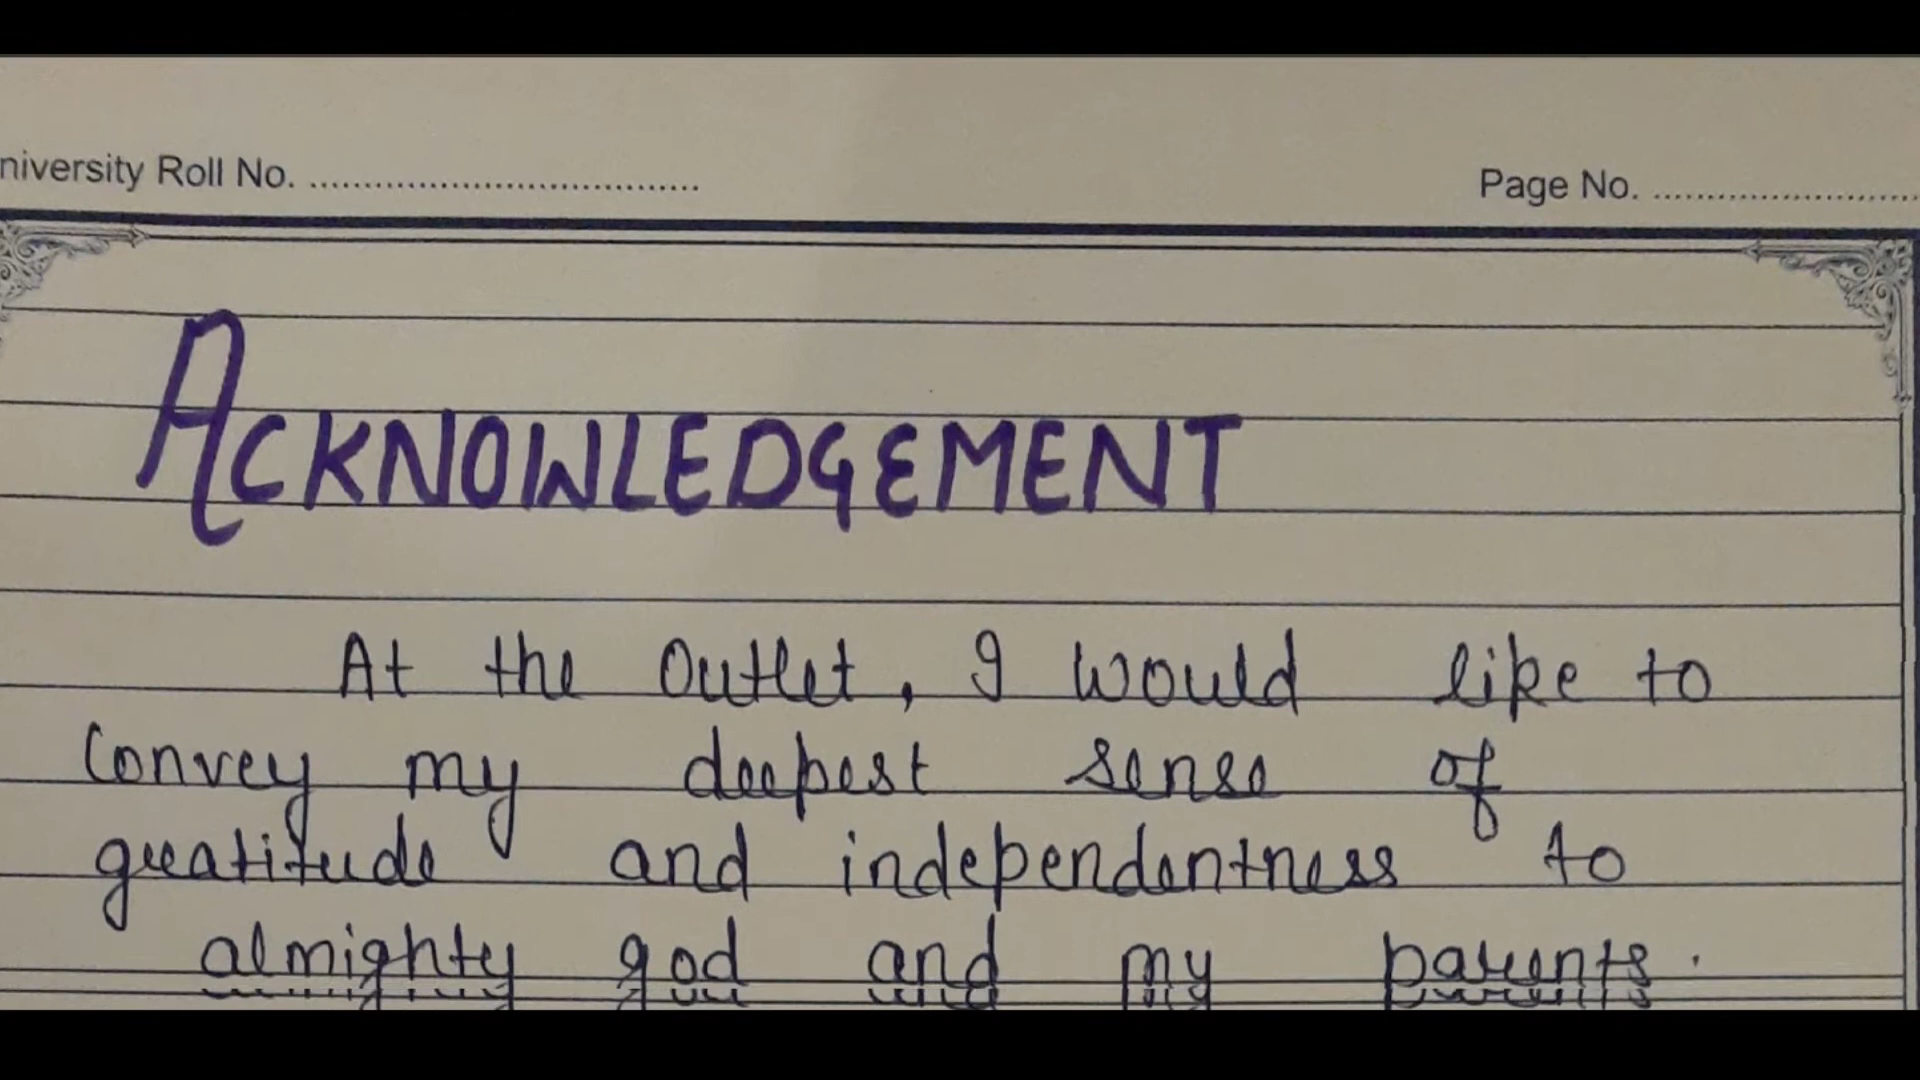 niversity Roll No. ....................................
Page No. ........................
ACKNOWLEDGEMENT
At the outlet, I would like to
convey my deepest sense of
gratitude and independentness to
almighty god and my parents.